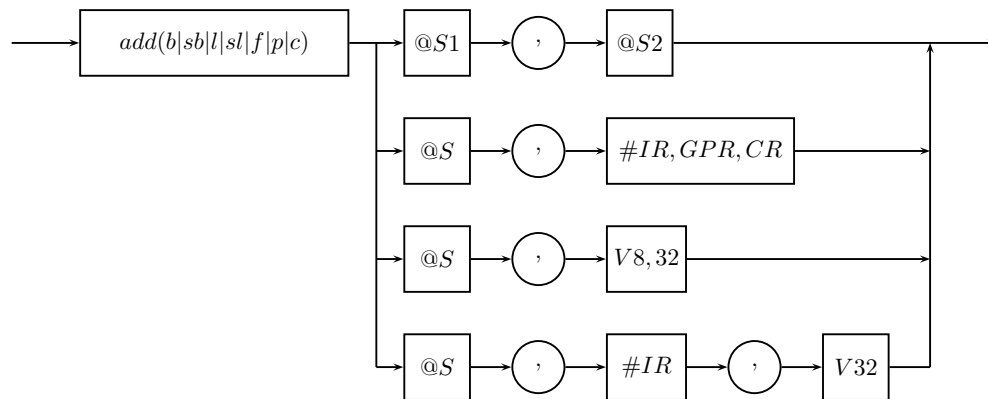 add(b|sb|l|sl|f|p|c) @S1 , @S2
@S , #IR, GPR, CR
@S , V8, 32
@S , #IR , V32